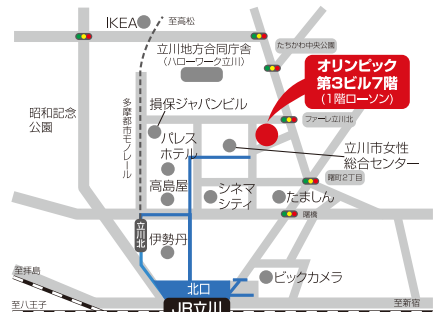 IKEA
至高松
立川地方合同庁舎
(ハローワーク立川)
たちかわ中央公園
オリンピック
第3ビル7階
(1階ローソン)
昭和記念
公園
多摩都市モノレール
損保ジャパンビル
ファーレ立川北
パレス
ホテル
立川市女性
総合センター
高島屋
シネマ
シティ
曙町2丁目
たましん
曙橋
立川北
伊勢丹
至拝島
北口
ビックカメラ
至八王子
JR立川
至新宿